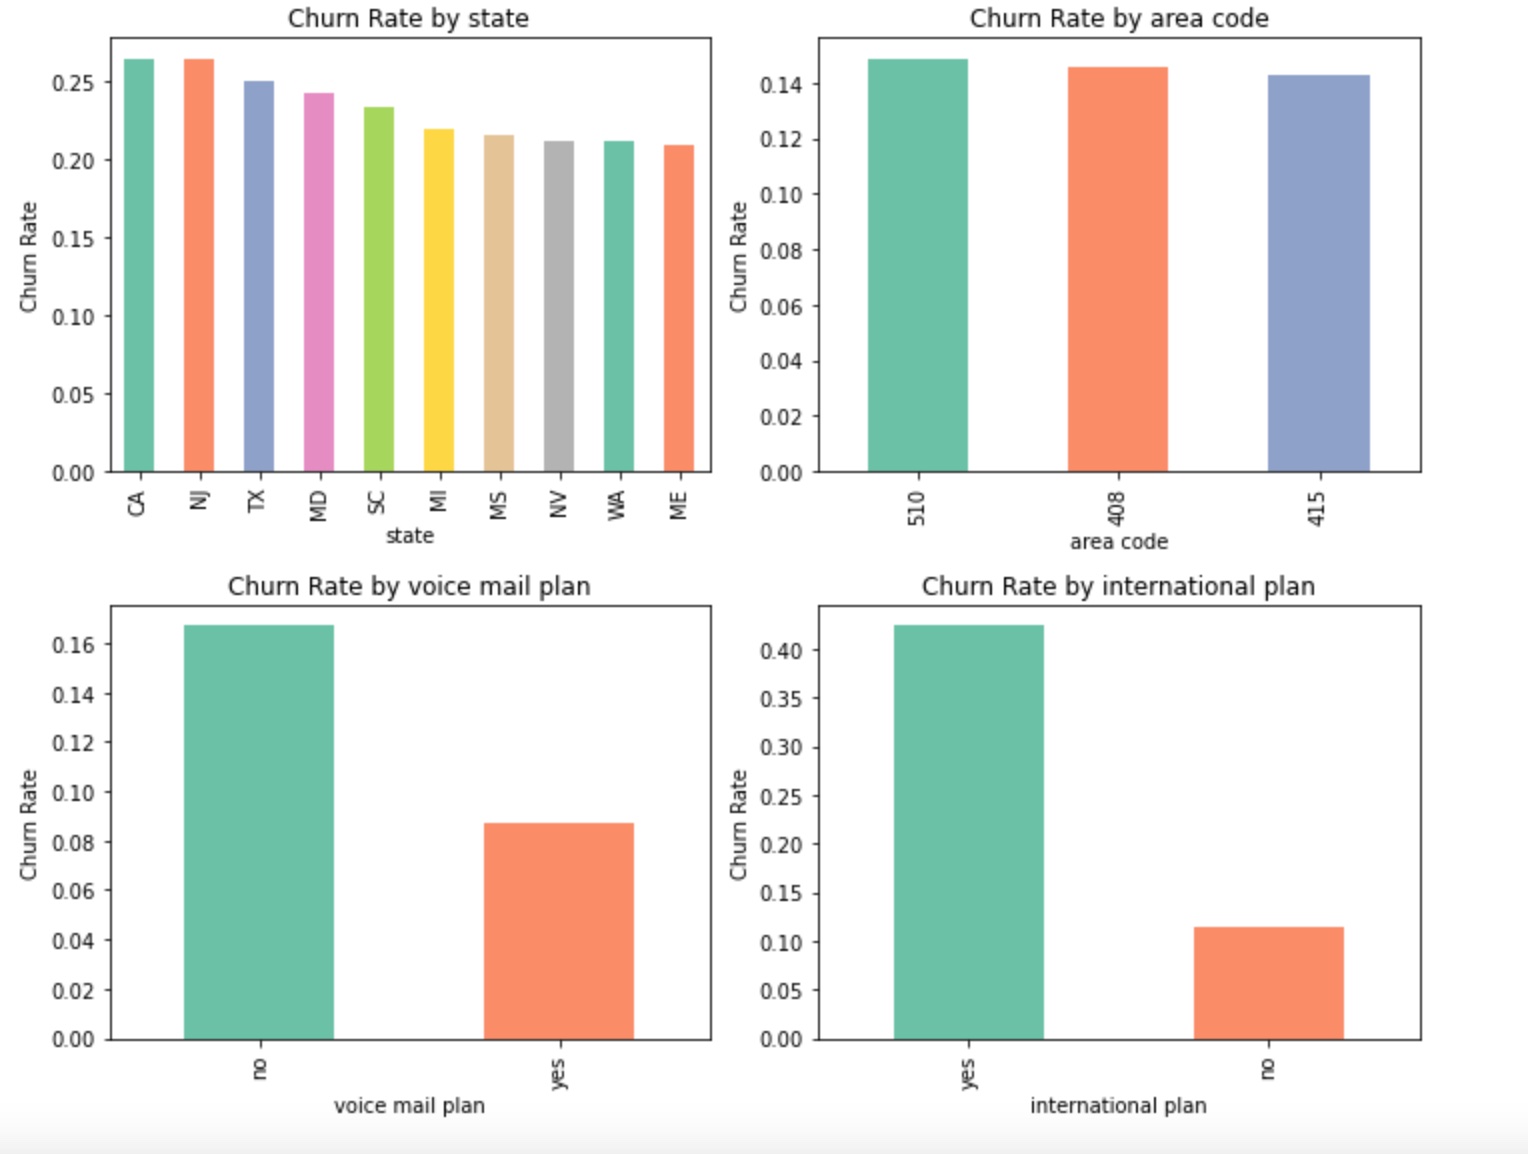 Churn Rate by state
Churn Rate
0.25
0.20
0.15
0.10
0.05
0.00
CA NJ TX MD SC MI MS NV WA ME
state
Churn Rate by area code
Churn Rate
0.14
0.12
0.10
0.08
0.06
0.04
0.02
0.00
510 408 415
area code
Churn Rate by voice mail plan
Churn Rate
0.16
0.14
0.12
0.10
0.08
0.06
0.04
0.02
0.00
no yes
voice mail plan
Churn Rate by international plan
Churn Rate
0.40
0.35
0.30
0.25
0.20
0.15
0.10
0.05
0.00
yes no
international plan